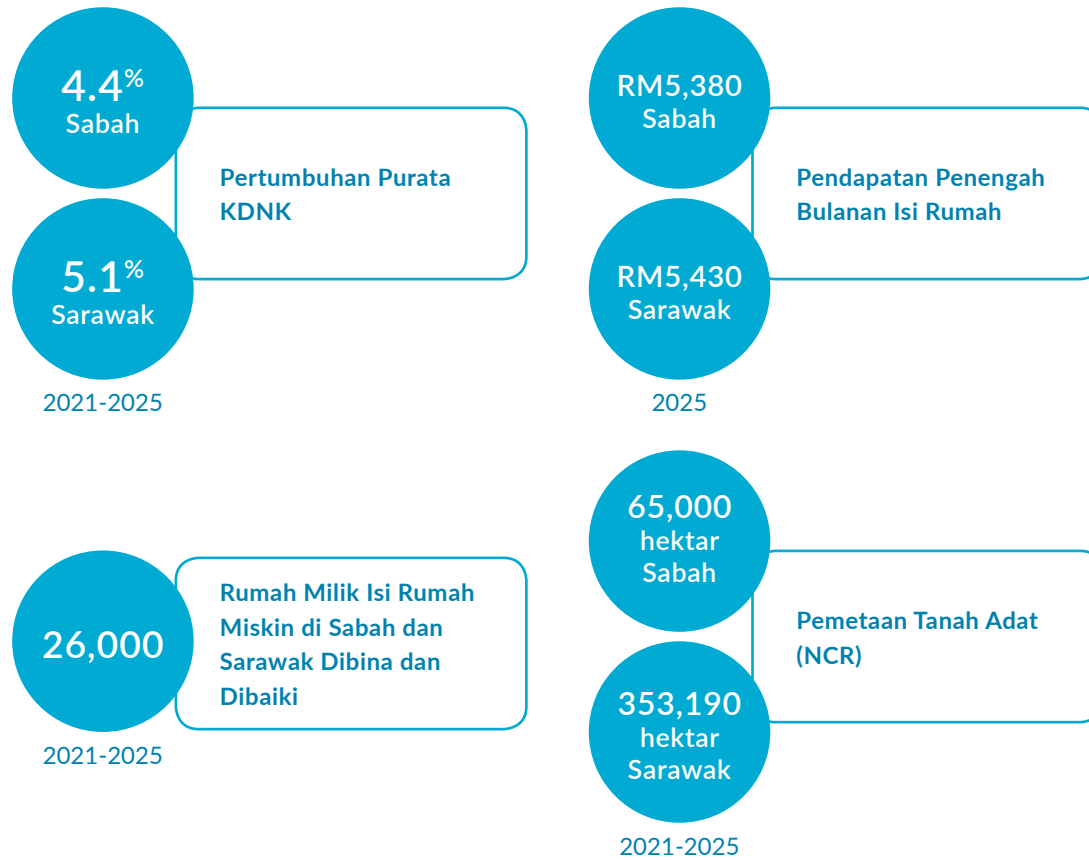 4.4%
Sabah
5.1%
Sarawak
Pertumbuhan Purata
KDNK
2021-2025
RM5,380
Sabah
RM5,430
Sarawak
Pendapatan Penengah
Bulanan Isi Rumah
2025
26,000
Rumah Milik Isi Rumah
Miskin di Sabah dan
Sarawak Dibina dan
Dibaiki
2021-2025
65,000
hektar
Sabah
353,190
hektar
Sarawak
Pemetaan Tanah Adat
(NCR)
2021-2025